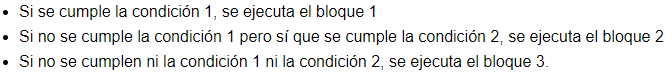 • Si se cumple la condición 1, se ejecuta el bloque 1
• Si no se cumple la condición 1 pero sí que se cumple la condición 2, se ejecuta el bloque 2
• Si no se cumplen ni la condición 1 ni la condición 2, se ejecuta el bloque 3.